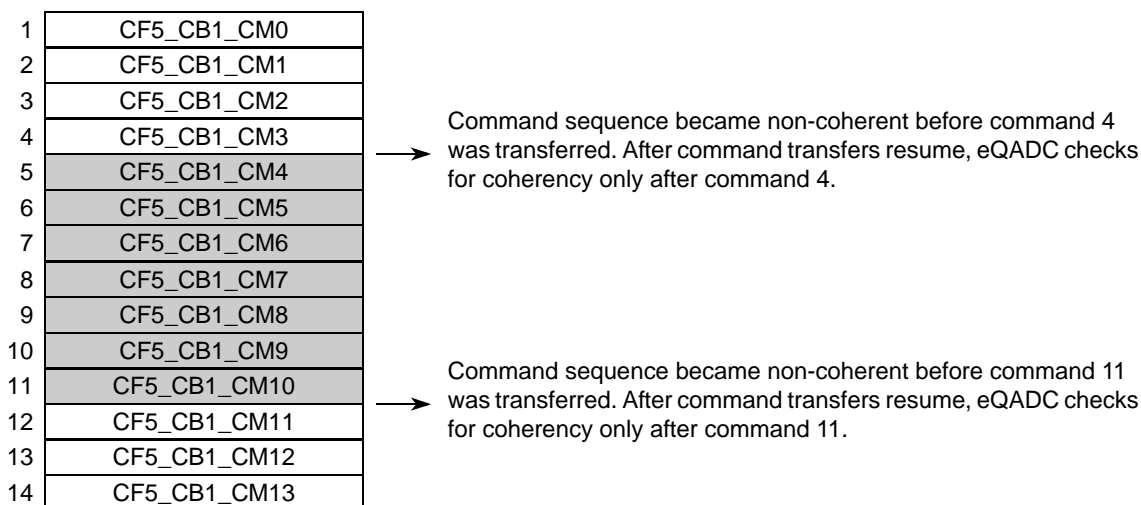 1 CF5_CB1_CM0
2 CF5_CB1_CM1
3 CF5_CB1_CM2
4 CF5_CB1_CM3
5 CF5_CB1_CM4
6 CF5_CB1_CM5
7 CF5_CB1_CM6
8 CF5_CB1_CM7
9 CF5_CB1_CM8
10 CF5_CB1_CM9
11 CF5_CB1_CM10
12 CF5_CB1_CM11
13 CF5_CB1_CM12
14 CF5_CB1_CM13
Command sequence became non-coherent before command 4
was transferred. After command transfers resume, eQADC checks
for coherency only after command 4.
Command sequence became non-coherent before command 11
was transferred. After command transfers resume, eQADC checks
for coherency only after command 11.